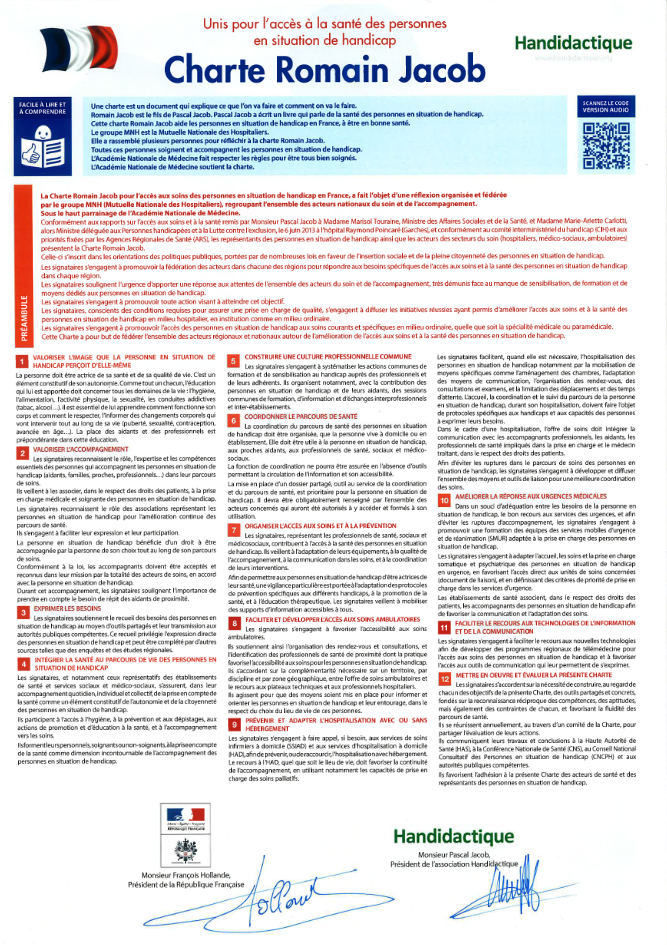 Unis pour l'accès à la santé des personnes
en situation de handicap
Charte Romain Jacob
Handidactique
FACILE À LIRE ET
À COMPRENDRE
Une charte est un document qui explique ce que l'on va faire et comment on va le faire.
Romain Jacob est le fils de Pascal Jacob. Pascal Jacob a écrit un livre qui parle de la santé des personnes en situation de handicap.
Cette charte Romain Jacob aide les personnes en situation de handicap en France, à être en bonne santé.
Le groupe MNH est la Mutuelle Nationale des Hospitaliers.
Elle a rassemblé plusieurs personnes pour réfléchir à la charte Romain Jacob.
Toutes ces personnes soignent et accompagnent les personnes en situation de handicap.
L'Académie Nationale de Médecine fait respecter les règles pour être tous bien soignés.
L'Académie Nationale de Médecine soutient la charte.
SCANNEZ LE CODE
VERSION AUDIO
PRÉAMBULE
La Charte Romain Jacob pour l'accès aux soins des personnes en situation de handicap en France, a fait l'objet d'une réflexion organisée et fédérée
par le groupe MNH (Mutuelle Nationale des Hospitaliers), regroupant l'ensemble des acteurs nationaux du soin et de l'accompagnement.
Sous le haut parrainage de l'Académie Nationale de Médecine.
Conformément aux rapports sur l'accès aux soins et à la santé remis par Monsieur Pascal Jacob à Madame Marisol Touraine, Ministre des Affaires Sociales et de la Santé, et Madame Marie-Arlette Carlotti,
alors Ministre déléguée aux Personnes handicapées et à la Lutte contre l'exclusion, le 6 juin 2013 à l'hôpital Raymond Poincaré (Garches), et conformément au comité interministériel du handicap (CIH) et aux
priorités fixées par les Agences Régionales de Santé (ARS), les représentants des personnes en situation de handicap ainsi que les acteurs des secteurs du soin (hospitaliers, médico-sociaux, ambulatoires)
présentent la Charte Romain Jacob.
Celle-ci s'inscrit dans les orientations des politiques publiques, portées par de nombreuses lois en faveur de l'insertion sociale et de la pleine citoyenneté des personnes en situation de handicap.
Les signataires s'engagent à promouvoir la fédération des acteurs dans chacune des régions pour répondre aux besoins spécifiques de l'accès aux soins et à la santé des personnes en situation de handicap
dans chaque région.
Les signataires soulignent l'urgence d'apporter une réponse aux attentes de l'ensemble des acteurs du soin et de l'accompagnement, très démunis face au manque de sensibilisation, de formation et de
moyens dédiés aux personnes en situation de handicap.
Les signataires s'engagent à promouvoir toute action visant à atteindre cet objectif.
Les signataires, conscients des conditions requises pour assurer une prise en charge de qualité, s'engagent à diffuser les initiatives réussies ayant permis d'améliorer l'accès aux soins et à la santé des
personnes en situation de handicap en milieu hospitalier, en institution comme en milieu ordinaire.
Les signataires s'engagent à promouvoir l'accès des personnes en situation de handicap aux soins courants et spécifiques en milieu ordinaire, quelle que soit la spécialité médicale ou paramédicale.
Cette Charte a pour but de fédérer l'ensemble des acteurs régionaux et nationaux autour de l'amélioration de l'accès aux soins et à la santé des personnes en situation de handicap.
1 VALORISER L'IMAGE QUE LA PERSONNE EN SITUATION DE
HANDICAP PERÇOIT D'ELLE-MÊME
La personne doit être actrice de sa santé et de sa qualité de vie. C'est un
élément constitutif de son autonomie. Comme tout un chacun, l'éducation
qui lui est apportée doit concerner tous les domaines de la vie : l'hygiène,
l'alimentation, l'activité physique, la sexualité, les conduites addictives
(tabac, alcool…). Il est essentiel de lui apprendre comment fonctionne son
corps et comment le respecter, l'informer des changements corporels qui
vont intervenir tout au long de sa vie (puberté, sexualité, contraception,
avancée en âge…). La place des aidants et des professionnels est
prépondérante dans cette éducation.
2 VALORISER L'ACCOMPAGNEMENT
Les signataires reconnaissent le rôle, l'expertise et les compétences
essentiels des personnes qui accompagnent les personnes en situation de
handicap (aidants, familles, proches, professionnels…) dans leur parcours
de soins.
Ils veillent à les associer, dans le respect des droits des patients, à la prise
en charge médicale et soignante des personnes en situation de handicap.
Les signataires reconnaissent le rôle des associations représentant les
personnes en situation de handicap pour l'amélioration continue des
parcours de santé.
Ils s'engagent à faciliter leur expression et leur participation.
La personne en situation de handicap bénéficie d'un droit à être
accompagnée par la personne de son choix tout au long de son parcours
de soins.
Conformément à la loi, les accompagnants doivent être acceptés et
reconnus dans leur mission par la totalité des acteurs de soins, en accord
avec la personne en situation de handicap.
Durant cet accompagnement, les signataires soulignent l'importance de
prendre en compte le besoin de répit des aidants de proximité.
3 EXPRIMER LES BESOINS
Les signataires soutiennent le recueil des besoins des personnes en
situation de handicap au moyen d'outils partagés et leur transmission aux
autorités publiques compétentes. Ce recueil privilégie l'expression directe
des personnes en situation de handicap et peut être complété par d'autres
sources telles que des enquêtes et des études régionales.
4 INTÉGRER LA SANTÉ AU PARCOURS DE VIE DES PERSONNES EN
SITUATION DE HANDICAP
Les signataires, et notamment ceux représentatifs des établissements
de santé et services sociaux et médico-sociaux, s'assurent, dans leur
accompagnement quotidien, individuel et collectif, de la prise en compte de
la santé comme un élément constitutif de l'autonomie et de la citoyenneté
des personnes en situation de handicap.
Ils participent à l'accès à l'hygiène, à la prévention et aux dépistages, aux
actions de promotion et d'éducation à la santé, et à l'accompagnement
vers les soins.
Ils forment leurs personnels, soignants ou non-soignants, à la prise en compte
de la santé comme dimension incontournable de l'accompagnement des
personnes en situation de handicap.
5 CONSTRUIRE UNE CULTURE PROFESSIONNELLE COMMUNE
Les signataires s'engagent à systématiser les actions communes de
formation et de sensibilisation au handicap auprès des professionnels et
de leurs adhérents. Ils organisent notamment, avec la contribution des
personnes en situation de handicap et de leurs aidants, des sessions
communes de formation, d'information et d'échanges interprofessionnels
et inter-établissements.
6 COORDONNER LE PARCOURS DE SANTÉ
La coordination du parcours de santé des personnes en situation
de handicap doit être organisée, que la personne vive à domicile ou en
établissement. Elle doit être utile à la personne en situation de handicap,
aux proches aidants, aux professionnels de santé, sociaux et médico-
sociaux.
La fonction de coordination ne pourra être assurée en l'absence d'outils
permettant la circulation de l'information et son accessibilité.
La mise en place d'un dossier partagé, outil au service de la coordination
et du parcours de santé, est prioritaire pour la personne en situation de
handicap. Il devra être obligatoirement renseigné par l'ensemble des
acteurs concernés qui auront été autorisés à y accéder et formés à son
utilisation.
7 ORGANISER L'ACCÈS AUX SOINS ET À LA PRÉVENTION
Les signataires, représentant les professionnels de santé, sociaux et
médicosociaux, contribuent à l'accès à la santé des personnes en situation
de handicap. Ils veillent à l'adaptation de leurs équipements, à la qualité de
l'accompagnement, à la communication dans les soins, et à la coordination
de leurs interventions.
Afin de permettre aux personnes en situation de handicap d'être actrices de
leur santé, une vigilance particulière est portée à l'adaptation des protocoles
de prévention spécifiques aux différents handicaps, à la promotion de la
santé, et à l'éducation thérapeutique. Les signataires veillent à mobiliser
des supports d'information accessibles à tous.
8 FACILITER ET DÉVELOPPER L'ACCÈS AUX SOINS AMBULATOIRES
Les signataires s'engagent à favoriser l'accessibilité aux soins
ambulatoires.
Ils soutiennent ainsi l'organisation des rendez-vous et consultations, et
l'identification des professionnels de santé de proximité dont la pratique
favorise l'accessibilité aux soins pour les personnes en situation de handicap.
Ils s'accordent sur la complémentarité nécessaire sur un territoire, par
discipline et par zone géographique, entre l'offre de soins ambulatoires et
le recours aux plateaux techniques et aux professionnels hospitaliers.
Ils agissent pour que des moyens soient mis en place pour informer et
orienter les personnes en situation de handicap et leur entourage, dans le
respect du choix du lieu de vie de ces personnes.
9 PRÉVENIR ET ADAPTER L'HOSPITALISATION AVEC OU SANS
HÉBERGEMENT
Les signataires s'engagent à faire appel, si besoin, aux services de soins
infirmiers à domicile (SSIAD) et aux services d'hospitalisation à domicile
(HAD), afin de prévenir, ou de raccourcir, l'hospitalisation avec hébergement.
Le recours à l'HAD, quel que soit le lieu de vie, doit favoriser la continuité
de l'accompagnement, en utilisant notamment les capacités de prise en
charge des soins palliatifs.
Les signataires facilitent, quand elle est nécessaire, l'hospitalisation des
personnes en situation de handicap notamment par la mobilisation de
moyens spécifiques comme l'aménagement des chambres, l'adaptation
des moyens de communication, l'organisation des rendez-vous, des
consultations et examens, et la limitation des déplacements et des temps
d'attente. L'accueil, la coordination et le suivi du parcours de la personne
en situation de handicap, durant son hospitalisation, doivent faire l'objet
de protocoles spécifiques aux handicaps et aux capacités des personnes
à exprimer leurs besoins.
Dans le cadre d'une hospitalisation, l'offre de soins doit intégrer la
communication avec les accompagnants professionnels, les aidants, les
professionnels de santé impliqués dans la prise en charge et le médecin
traitant, dans le respect des droits des patients.
Afin d'éviter les ruptures dans le parcours de soins des personnes en
situation de handicap, les signataires s'engagent à développer et diffuser
l'ensemble des moyens et outils de liaison pour une meilleure coordination
des soins.
10 AMÉLIORER LA RÉPONSE AUX URGENCES MÉDICALES
Dans un souci d'adéquation entre les besoins de la personne en
situation de handicap, le bon recours aux services des urgences, et afin
d'éviter les ruptures d'accompagnement, les signataires s'engagent à
promouvoir la formation des équipes des services mobiles d'urgence
et de réanimation (SMUR) adaptée à la prise en charge des personnes en
situation de handicap.
Les signataires s'engagent à adapter l'accueil, les soins et la prise en charge
somatique et psychiatrique des personnes en situation de handicap
en urgence, en favorisant l'accès direct aux unités de soins concernées
(document de liaison), et en définissant des critères de priorité de prise en
charge dans les services d'urgence.
Les établissements de santé associent, dans le respect des droits des
patients, les accompagnants des personnes en situation de handicap afin
de favoriser la communication et l'adaptation des soins.
11 FACILITER LE RECOURS AUX TECHNOLOGIES DE L'INFORMATION
ET DE LA COMMUNICATION
Les signataires s'engagent à faciliter le recours aux nouvelles technologies
afin de développer des programmes régionaux de télémédecine pour
l'accès aux soins des personnes en situation de handicap et à favoriser
l'accès aux outils de communication qui leur permettent de s'exprimer.
12 METTRE EN OEUVRE ET ÉVALUER LA PRÉSENTE CHARTE
Les signataires s'accordent sur la nécessité de construire, au regard de
chacun des objectifs de la présente Charte, des outils partagés et concrets,
fondés sur la reconnaissance réciproque des compétences, des aptitudes,
mais également des contraintes de chacun, et favorisant la fluidité des
parcours de santé.
Ils se réunissent annuellement, au travers d'un comité de la Charte, pour
partager l'évaluation de leurs actions.
Ils communiquent leurs travaux et conclusions à la Haute Autorité de
Santé (HAS), à la Conférence Nationale de Santé (CNS), au Conseil National
Consultatif des Personnes en situation de handicap (CNCPH) et aux
autorités publiques compétentes.
Ils favorisent l'adhésion à la présente Charte des acteurs de santé et des
représentants des personnes en situation de handicap.
RÉPUBLIQUE FRANÇAISE
Monsieur François Hollande,
Président de la République Française
Handidactique
Monsieur Pascal Jacob,
Président de l'association Handidactique